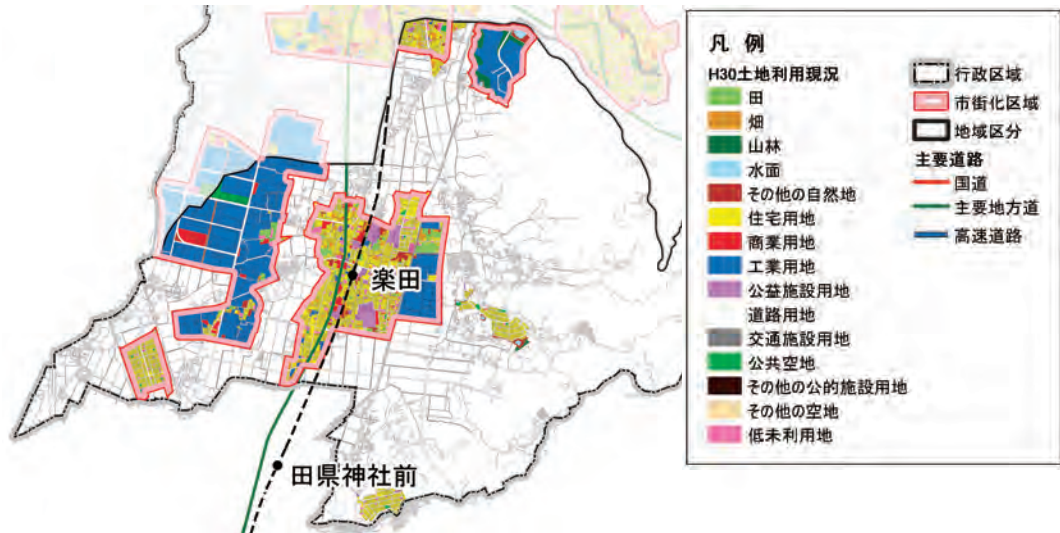 楽田
田県神社前
凡 例
H30土地利用現況
田
畑
山林
水面
その他の自然地
住宅用地
商業用地
工業用地
公益施設用地
道路用地
交通施設用地
公共空地
その他の公的施設用地
その他の空地
低未利用地
行政区域
市街化区域
地域区分
主要道路
国道
主要地方道
高速道路